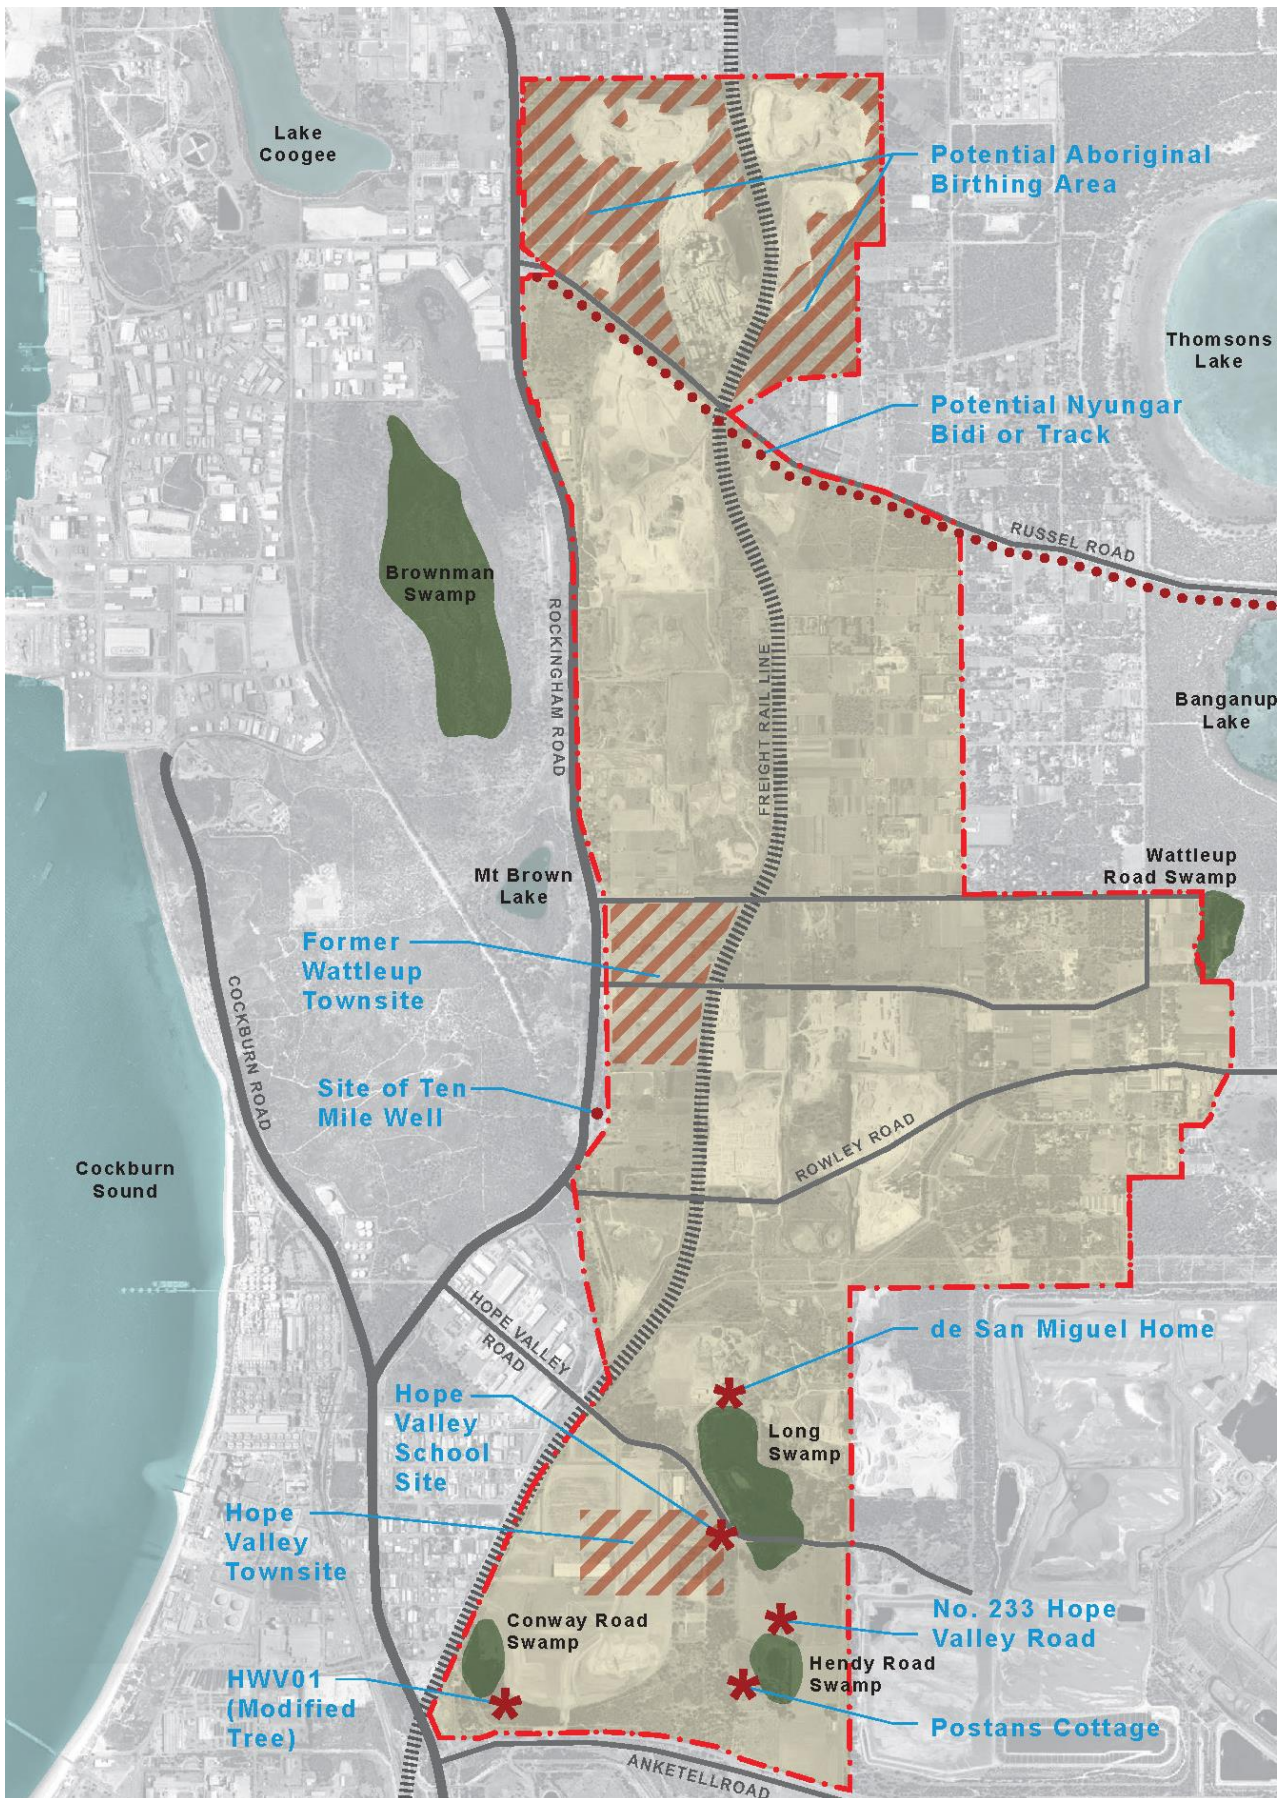 Lake
Coogee
Potential Aboriginal
Birthing Area
Thomsons
Lake
Potential Nyungar
Bidi or Track
RUSSEL ROAD
Brownman
Swamp
ROCKINGHAM ROAD
FREIGHT RAIL LINE
Banganup
Lake
Wattleup
Road Swamp
Mt Brown
Lake
Former
Wattleup
Townsite
COCKBURN ROAD
Site of Ten
Mile Well
ROWLEY ROAD
Cockburn
Sound
HOPE VALLEY
ROAD
de San Miguel Home
Hope
Valley
School
Site
Long
Swamp
Hope
Valley
Townsite
No. 233 Hope
Valley Road
Conway Road
Swamp
Hendy Road
Swamp
HWV01
(Modified
Tree)
Postans Cottage
ANKETELLROAD